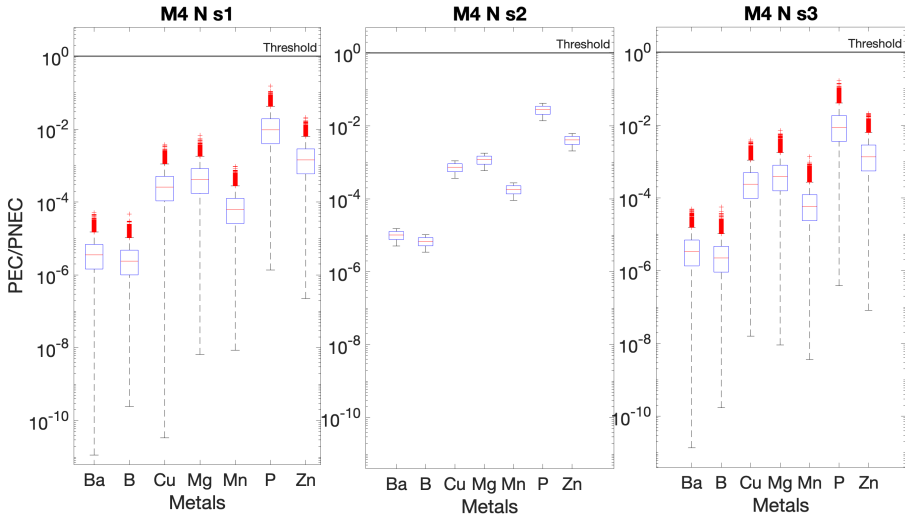 M4 N s1
M4 N s2
M4 N s3
PEC/PNEC
Threshold
10^0
10^-2
10^-4
10^-6
10^-8
10^-10
Ba B Cu Mg Mn P Zn
Metals
Threshold
10^0
10^-2
10^-4
10^-6
10^-8
10^-10
Ba B Cu Mg Mn P Zn
Metals
Threshold
10^0
10^-2
10^-4
10^-6
10^-8
10^-10
Ba B Cu Mg Mn P Zn
Metals